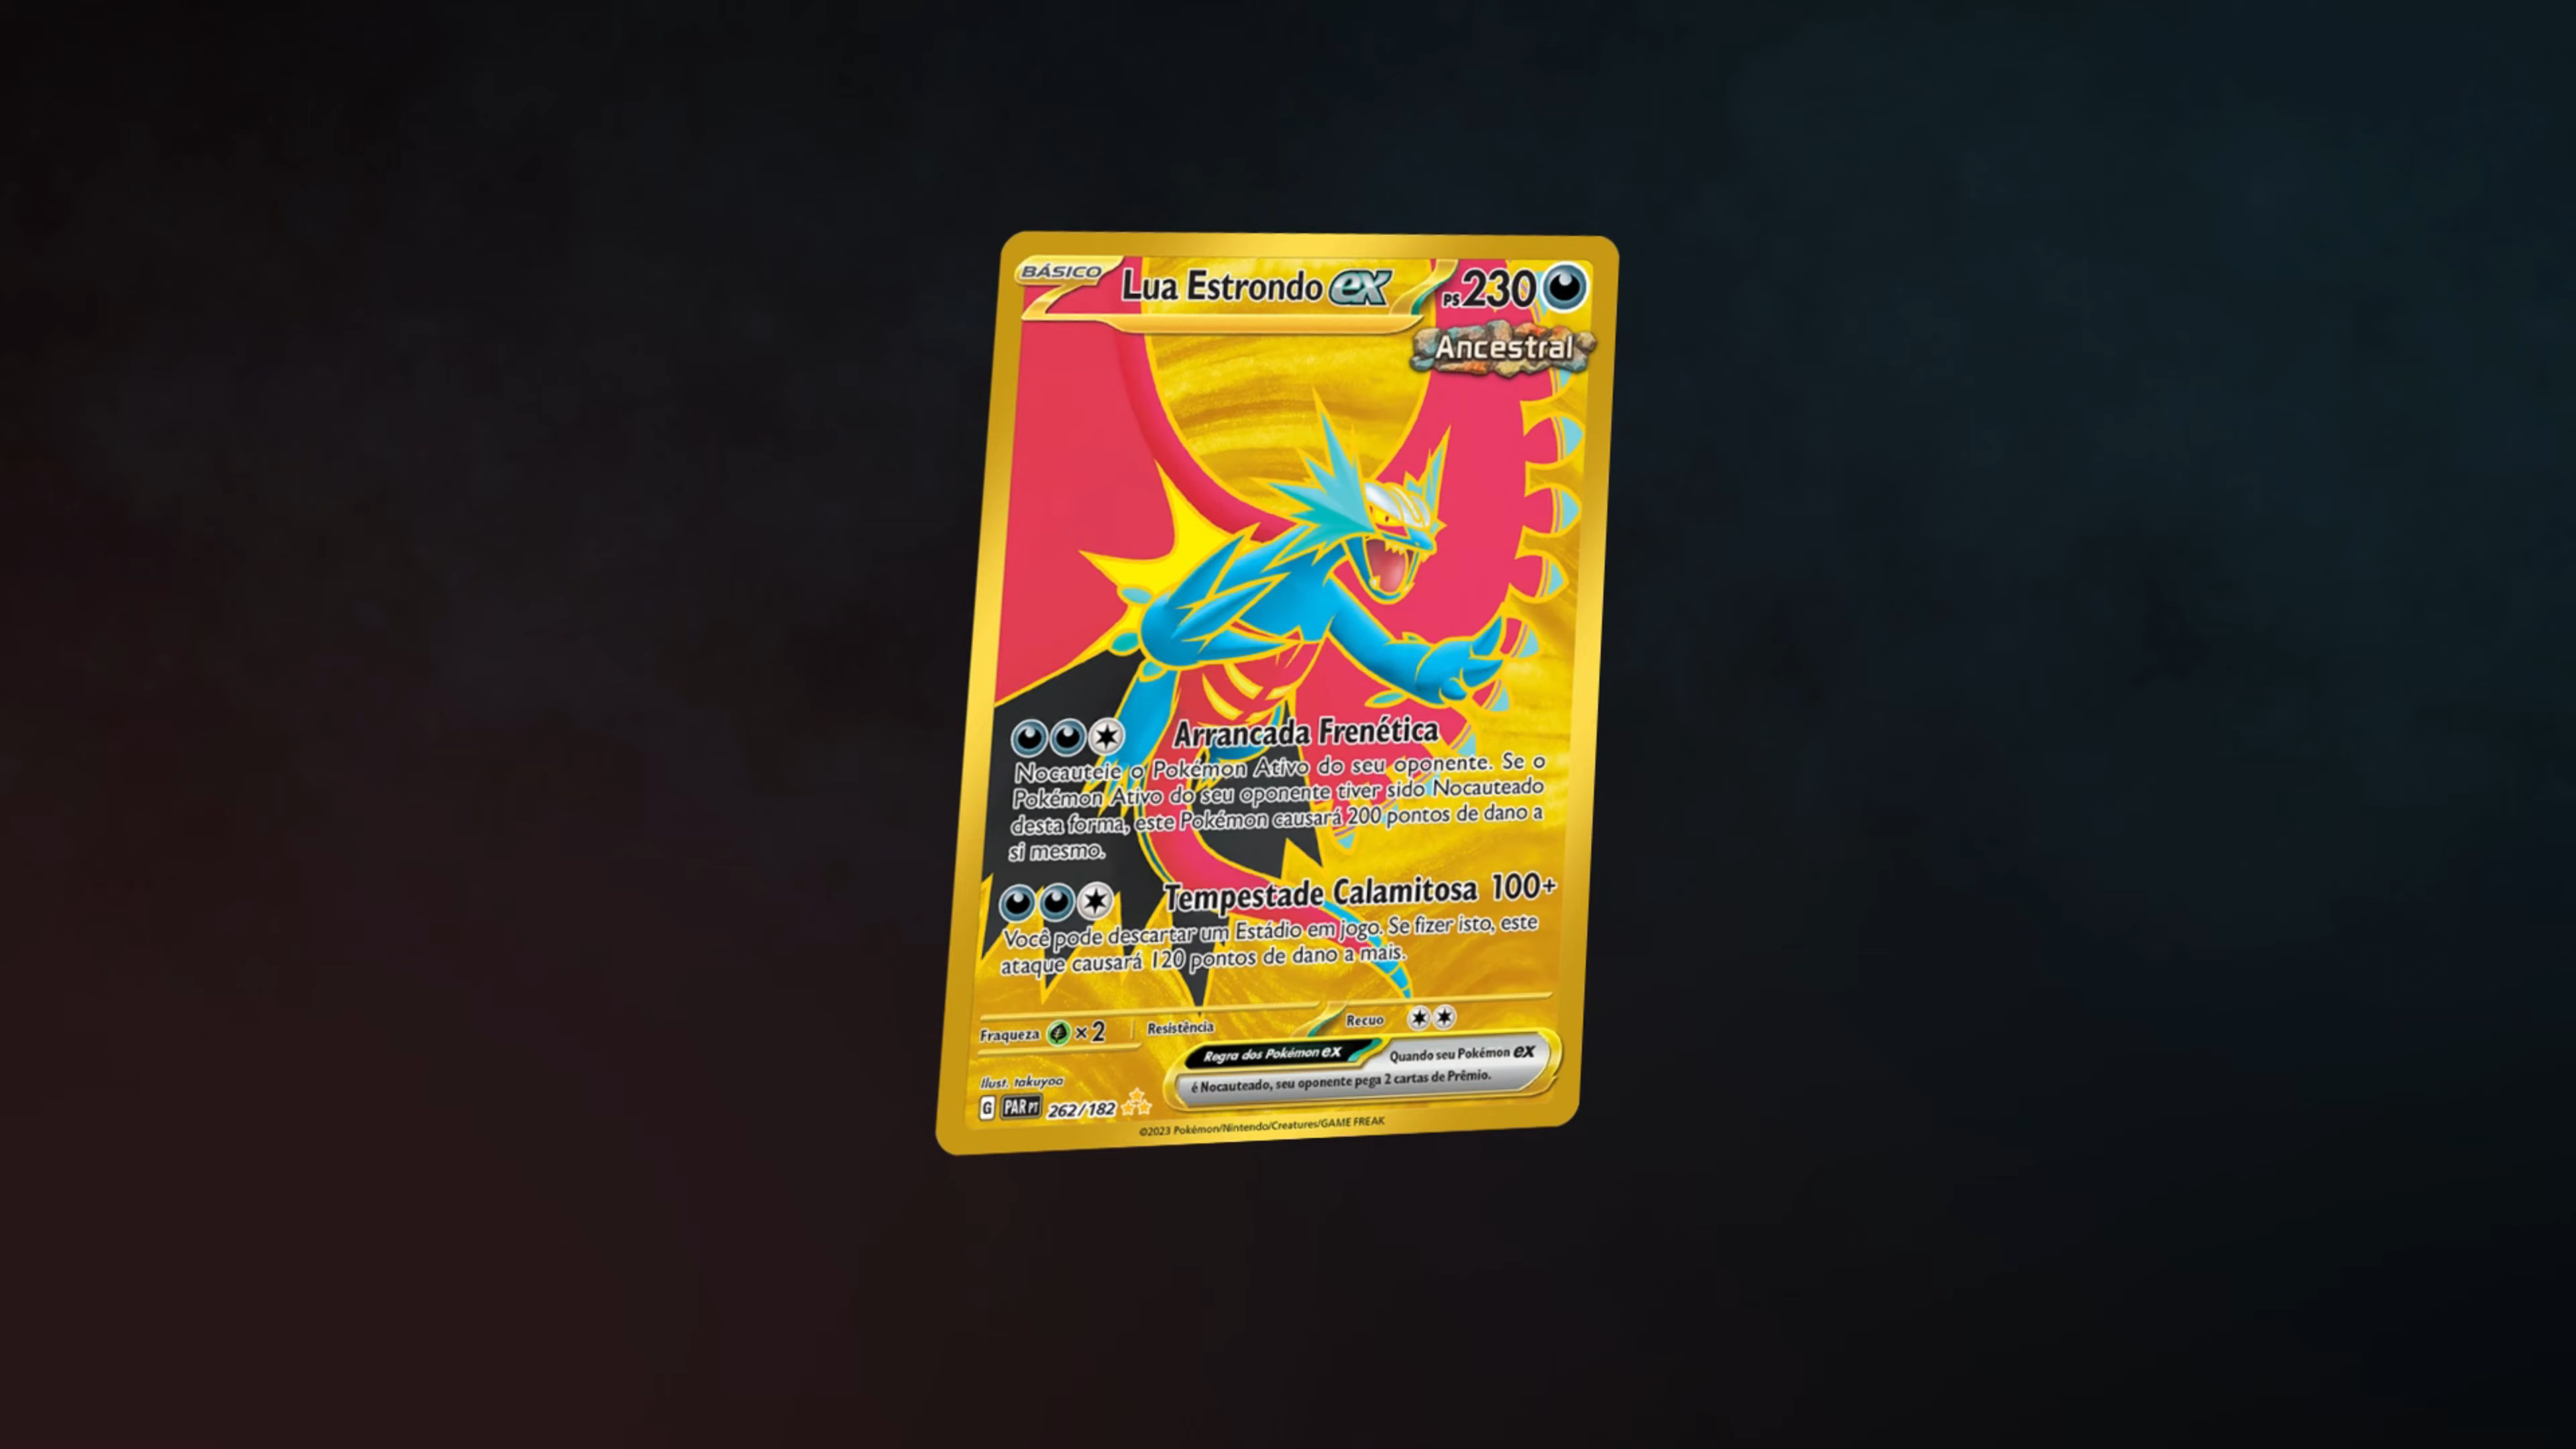 BÁSICO
Lua Estrondo ex
PS 230
Ancestral
Arrancada Frenética
Nocauteie o Pokémon Ativo do seu oponente. Se o
Pokémon Ativo do seu oponente tiver sido Nocauteado
desta forma, este Pokémon causará 200 pontos de dano a
si mesmo.
Tempestade Calamitosa 100+
Você pode descartar um Estádio em jogo. Se fizer isto, este
ataque causará 120 pontos de dano a mais.
Fraqueza ×2 Resistência Recuo
Regra dos Pokémon ex Quando seu Pokémon ex
é Nocauteado, seu oponente pega 2 cartas de Prêmio.
Ilust. takuyoa
G PAR PT 262/182
©2023 Pokémon/Nintendo/Creatures/GAME FREAK